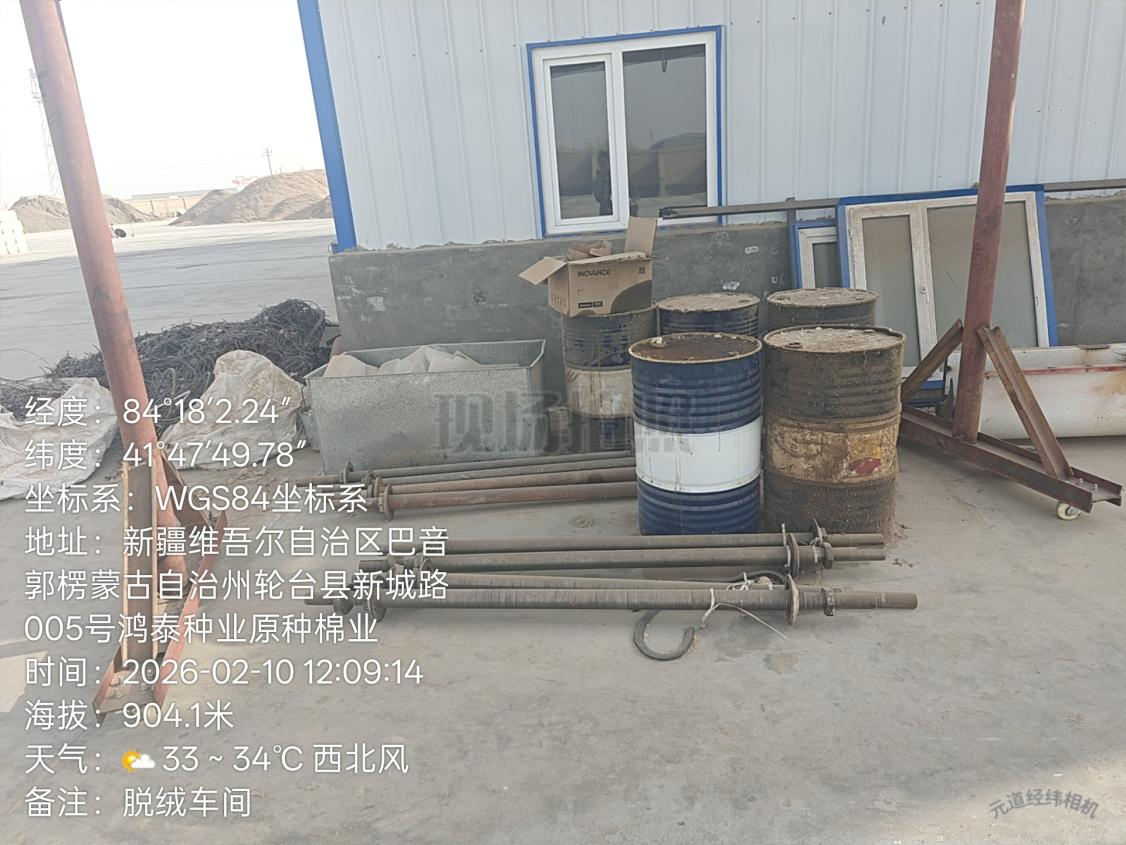 INOVANCE
现场拍照
经度：84°18′2.24″
纬度：41°47′49.78″
坐标系：WGS84坐标系
地址：新疆维吾尔自治区巴音
郭楞蒙古自治州轮台县新城路
005号鸿泰种业原种棉业
时间：2026-02-10 12:09:14
海拔：904.1米
天气：🌤 33 ~ 34℃ 西北风
备注：脱绒车间
元道经纬相机